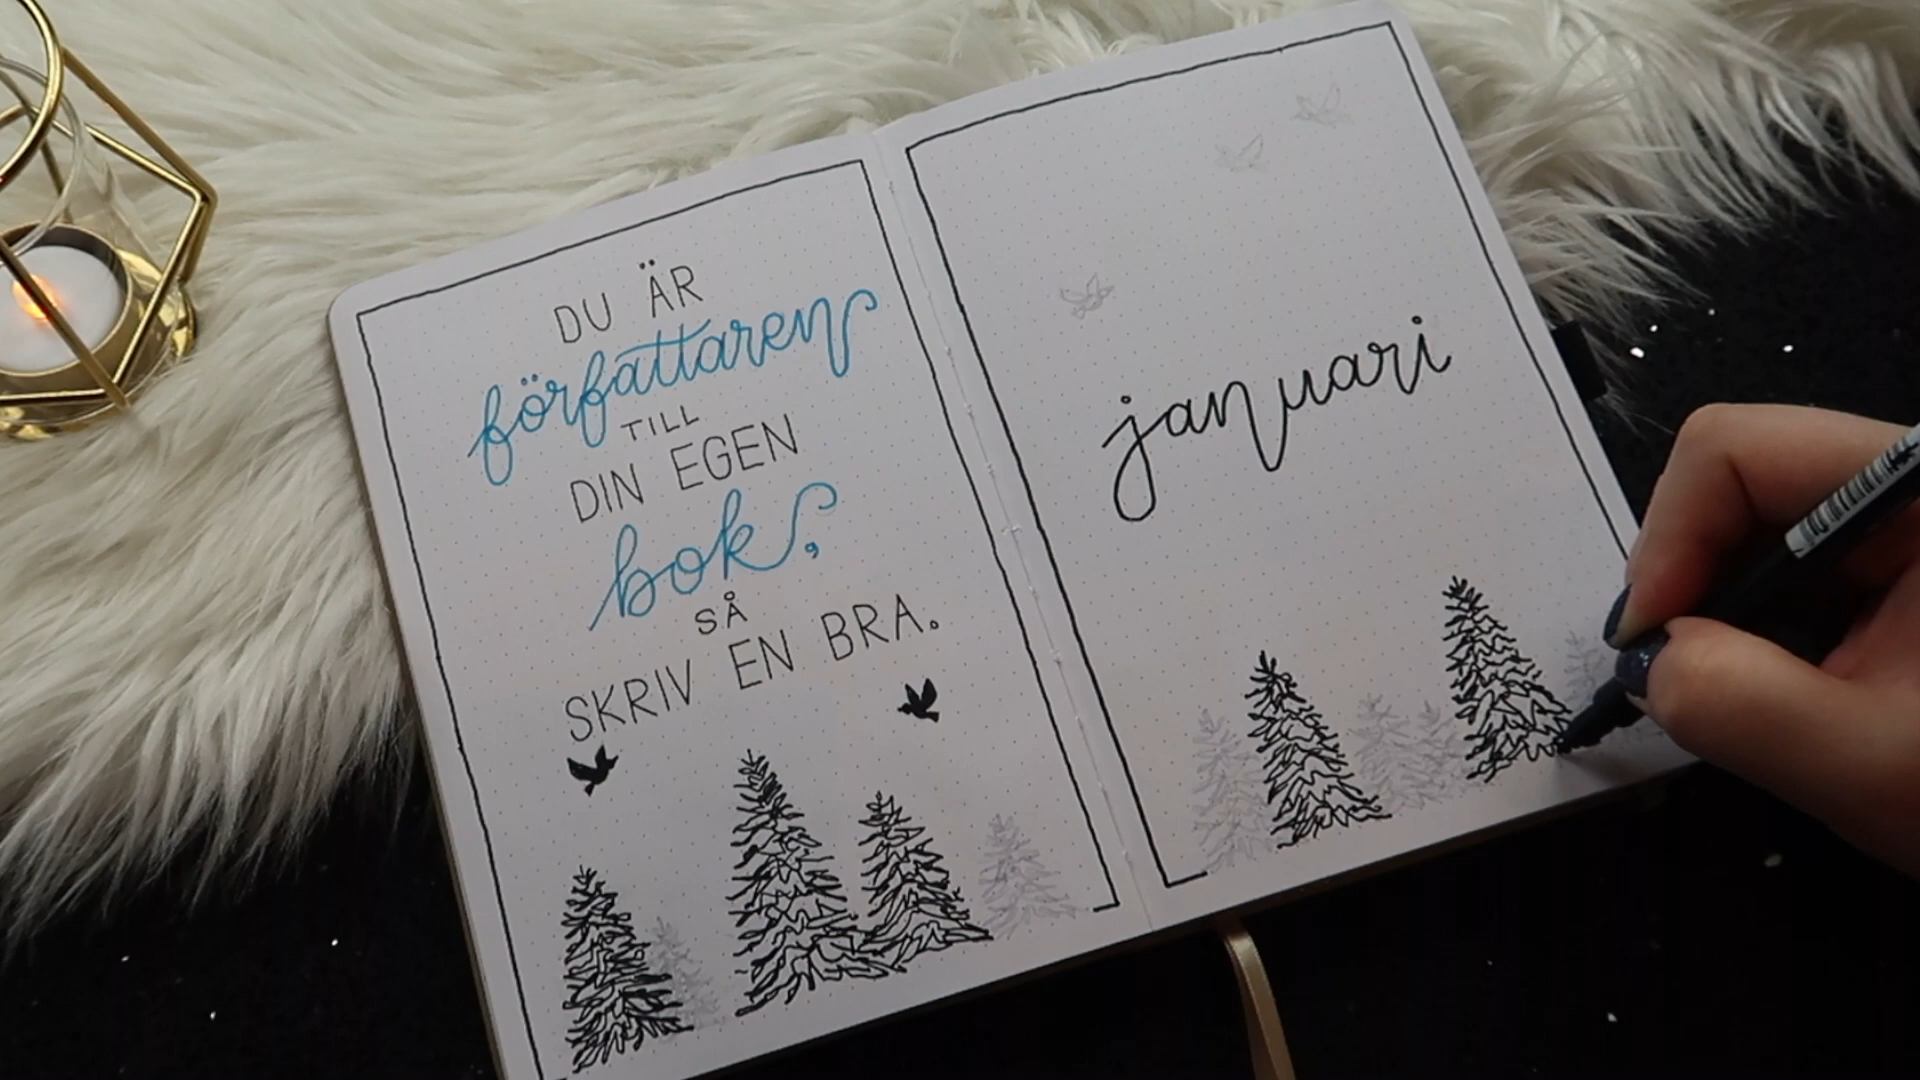 DU ÄR
författaren
TILL
DIN EGEN
bok,
SÅ
SKRIV EN BRA.
januari